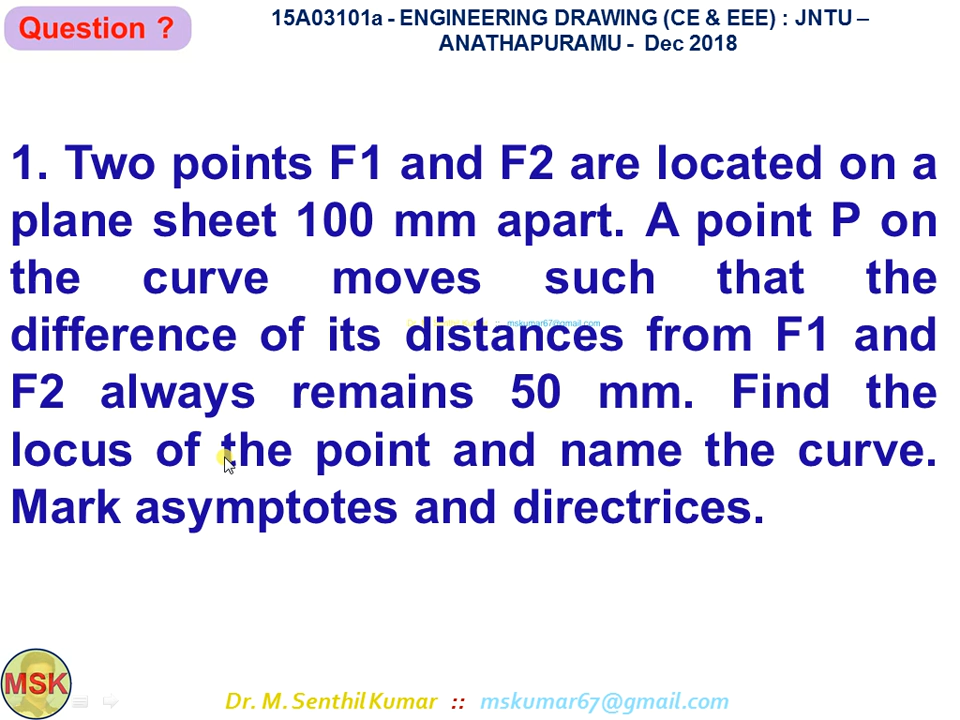 Question ?
15A03101a - ENGINEERING DRAWING (CE & EEE) : JNTU –
ANATHAPURAMU - Dec 2018
1. Two points F1 and F2 are located on a
plane sheet 100 mm apart. A point P on
the curve moves such that the
difference of its distances from F1 and
mskumar67@gmail.com
F2 always remains 50 mm. Find the
locus of the point and name the curve.
Mark asymptotes and directrices.
MSK
Dr. M. Senthil Kumar :: mskumar67@gmail.com